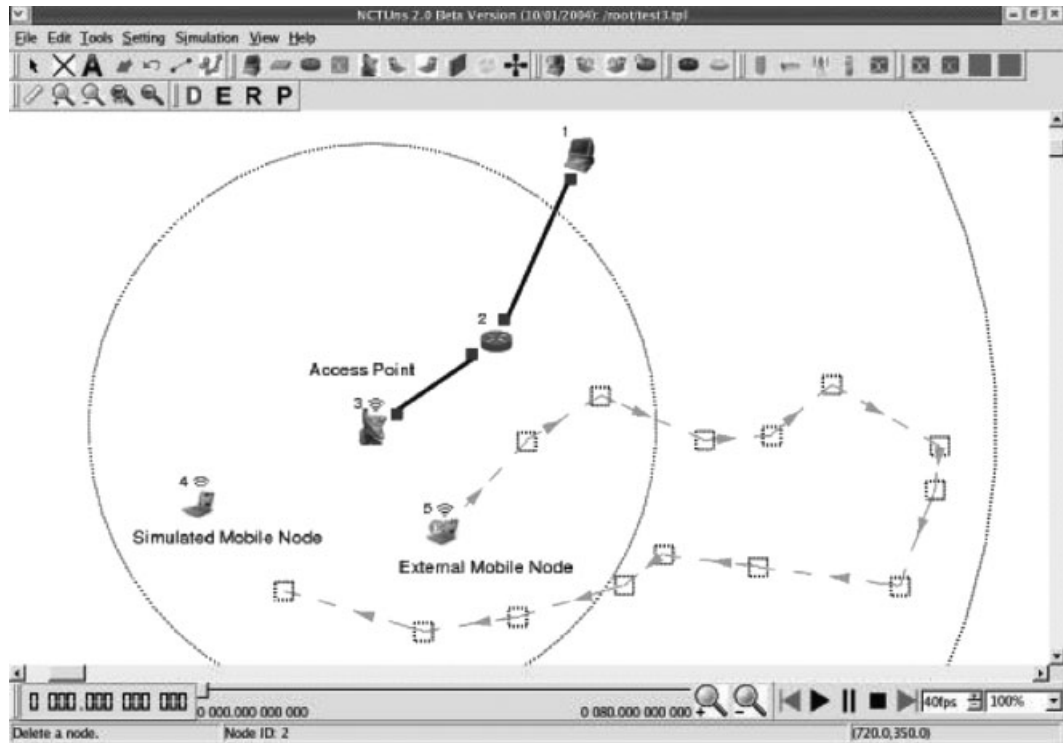 NCTUns 2.0 Beta Version (10/01/2004): /root/test3.tpl
File Edit Tools Setting Simulation View Help
A
D E R P
1
2
Access Point
3
4
5
Simulated Mobile Node
External Mobile Node
0 000.000 000 000
0 000.000 000 000
0 080.000 000 000
40fps
100%
Delete a node.
Node ID: 2
(720.0,350.0)